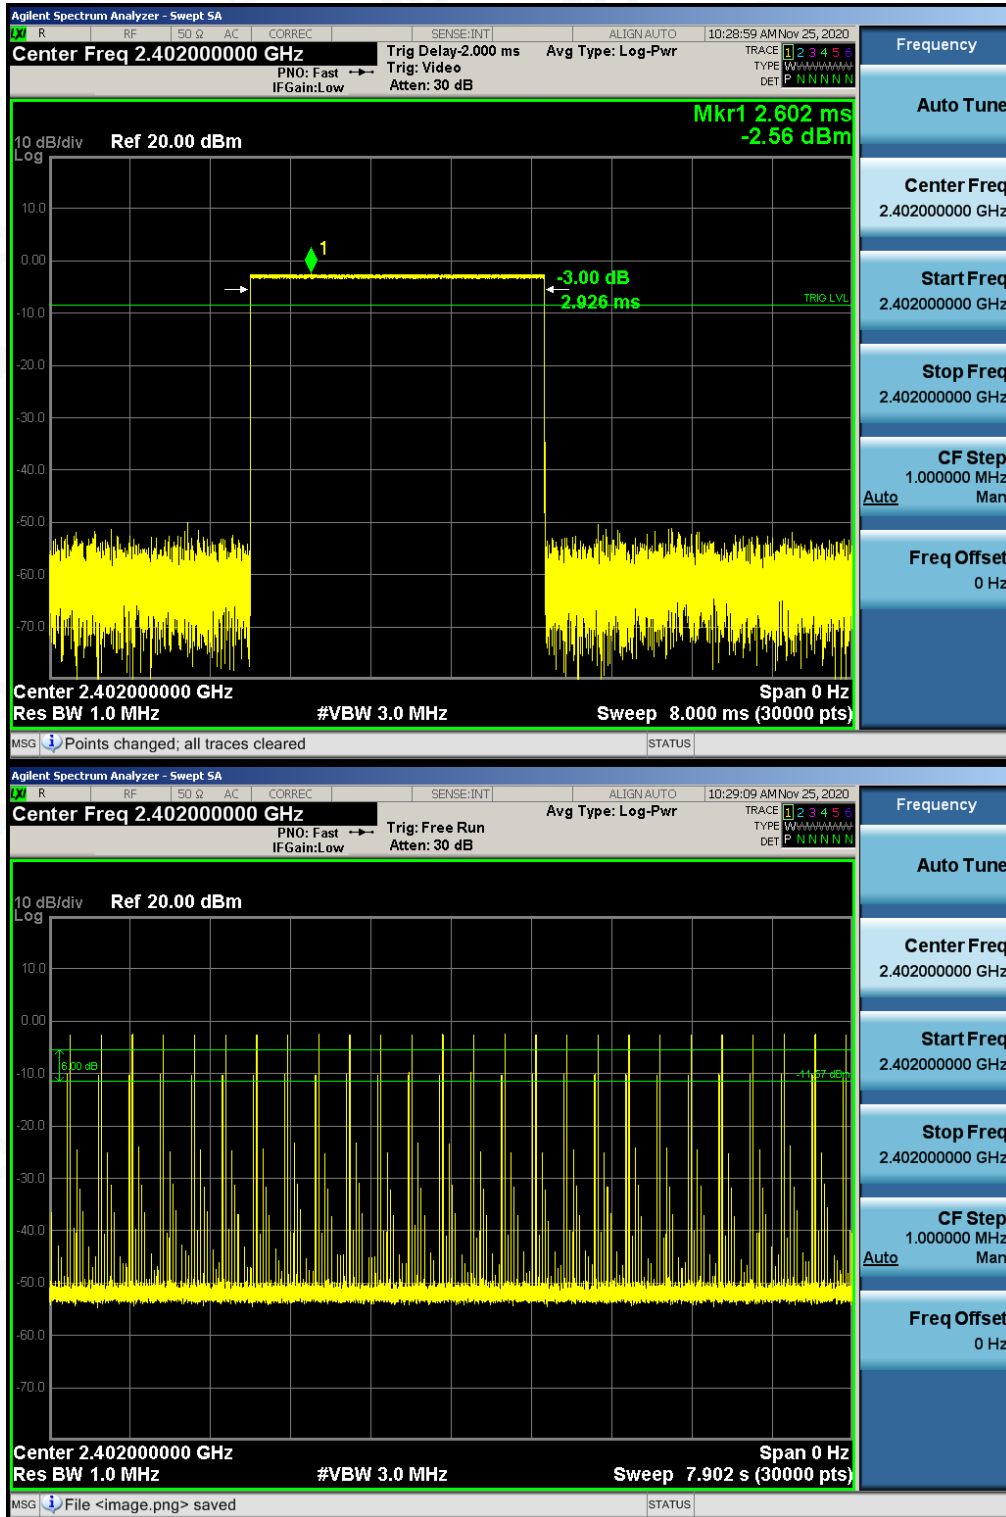 Agilent Spectrum Analyzer - Swept SA
LXI R RF 50 Ω AC CORREC SENSE:INT ALIGN AUTO 10:28:59 AM Nov 25, 2020
Center Freq 2.402000000 GHz
PNO: Fast
IFGain:Low
Trig Delay-2.000 ms
Trig: Video
Atten: 30 dB
Avg Type: Log-Pwr
TRACE 1 2 3 4 5 6
TYPE
DET P N N N N N
Mkr1 2.602 ms
-2.56 dBm
10 dB/div Ref 20.00 dBm
Log
10.0
0.00
-10.0
-20.0
-30.0
-40.0
-50.0
-60.0
-70.0
1
-3.00 dB
2.926 ms
TRIG LVL
Center 2.402000000 GHz Span 0 Hz
Res BW 1.0 MHz #VBW 3.0 MHz Sweep 8.000 ms (30000 pts)
MSG Points changed; all traces cleared STATUS
Frequency
Auto Tune
Center Freq
2.402000000 GHz
Start Freq
2.402000000 GHz
Stop Freq
2.402000000 GHz
CF Step
1.000000 MHz
Auto Man
Freq Offset
0 Hz
Agilent Spectrum Analyzer - Swept SA
LXI R RF 50 Ω AC CORREC SENSE:INT ALIGN AUTO 10:29:09 AM Nov 25, 2020
Center Freq 2.402000000 GHz
PNO: Fast
IFGain:Low
Trig: Free Run
Atten: 30 dB
Avg Type: Log-Pwr
TRACE 1 2 3 4 5 6
TYPE
DET P N N N N N
10 dB/div Ref 20.00 dBm
Log
10.0
0.00
-10.0
-20.0
-30.0
-40.0
-50.0
-60.0
-70.0
6.00 dB
-11.57 dBm
Center 2.402000000 GHz Span 0 Hz
Res BW 1.0 MHz #VBW 3.0 MHz Sweep 7.902 s (30000 pts)
MSG File <image.png> saved STATUS
Frequency
Auto Tune
Center Freq
2.402000000 GHz
Start Freq
2.402000000 GHz
Stop Freq
2.402000000 GHz
CF Step
1.000000 MHz
Auto Man
Freq Offset
0 Hz